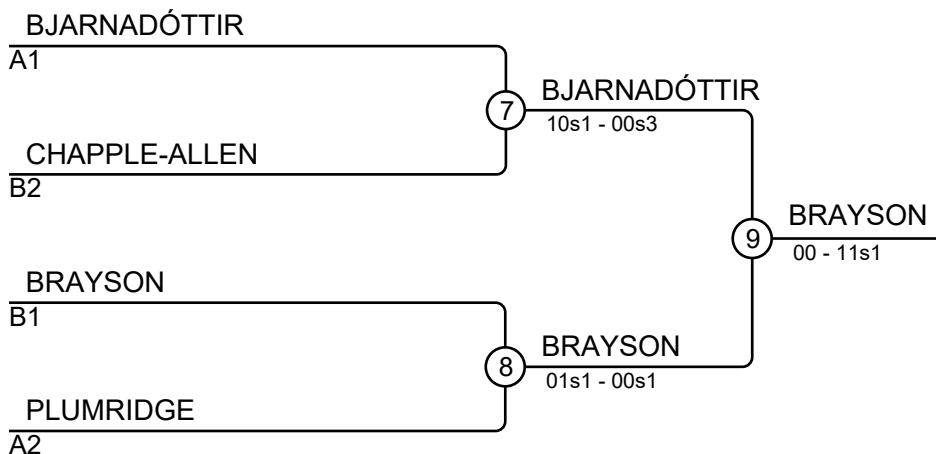 BJARNADÓTTIR
A1
7
BJARNADÓTTIR
10s1 - 00s3
CHAPPLE-ALLEN
B2
9
BRAYSON
00 - 11s1
BRAYSON
B1
8
BRAYSON
01s1 - 00s1
PLUMRIDGE
A2